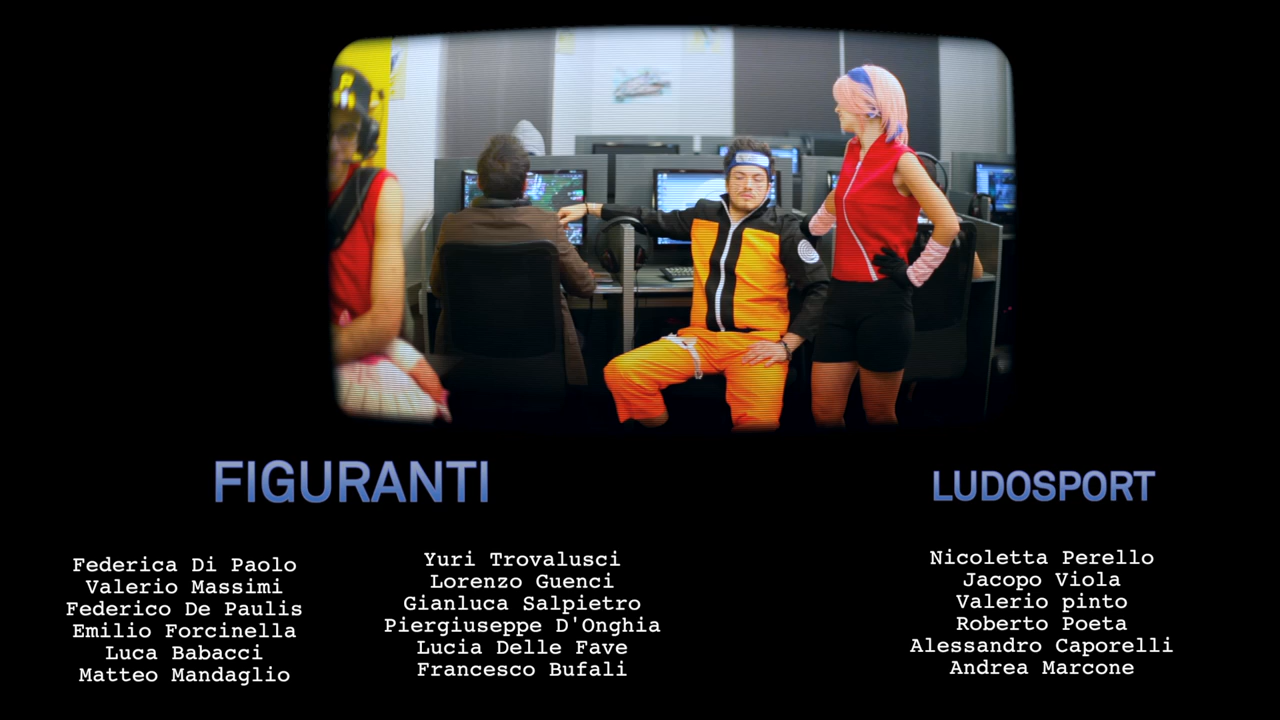 FIGURANTI
Federica Di Paolo
Valerio Massimi
Federico De Paulis
Emilio Forcinella
Luca Babacci
Matteo Mandaglio
Yuri Trovalusci
Lorenzo Guenci
Gianluca Salpietro
Piergiuseppe D'Onghia
Lucia Delle Fave
Francesco Bufali
LUDOSPORT
Nicoletta Perello
Jacopo Viola
Valerio pinto
Roberto Poeta
Alessandro Caporelli
Andrea Marcone